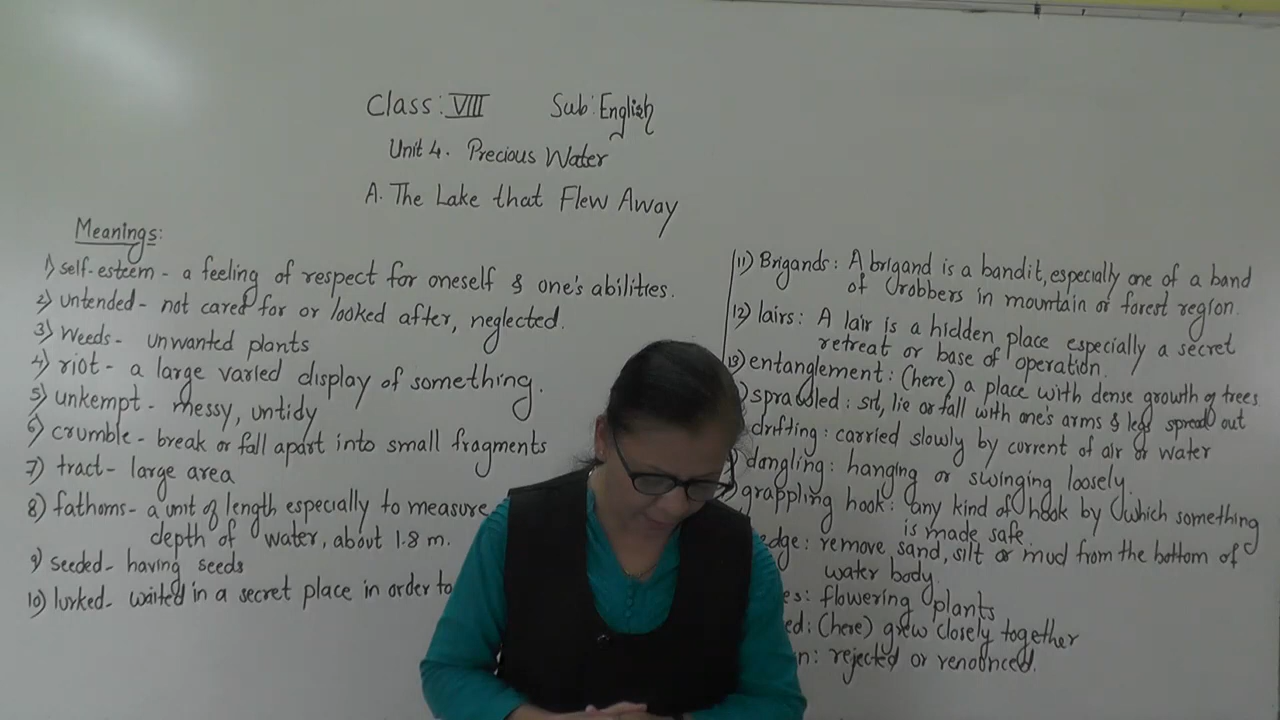 Class: VIII Sub: English
Unit 4. Precious Water
A. The Lake that Flew Away
Meanings:
1) self-esteem - a feeling of respect for oneself & one's abilities.
2) untended - not cared for or looked after, neglected.
3) Weeds - unwanted plants
4) riot - a large varied display of something.
5) unkempt - messy, untidy
6) crumble - break or fall apart into small fragments
7) tract - large area
8) fathoms - a unit of length especially to measure
depth of water, about 1.8 m.
9) seeded - having seeds
10) lurked - waited in a secret place in order to
11) Brigands: A brigand is a bandit, especially one of a band
of robbers in mountain or forest region.
12) lairs: A lair is a hidden place especially a secret
retreat or base of operation.
13) entanglement: (here) a place with dense growth of trees
) sprawled: sit, lie or fall with one's arms & legs spread out
drifting: carried slowly by current of air or water
) dangling: hanging or swinging loosely.
) grappling hook: any kind of hook by which something
is made safe.
edge: remove sand, silt or mud from the bottom of
water body.
es: flowering plants
ed: (here) grew closely together
n: rejected or renounced.